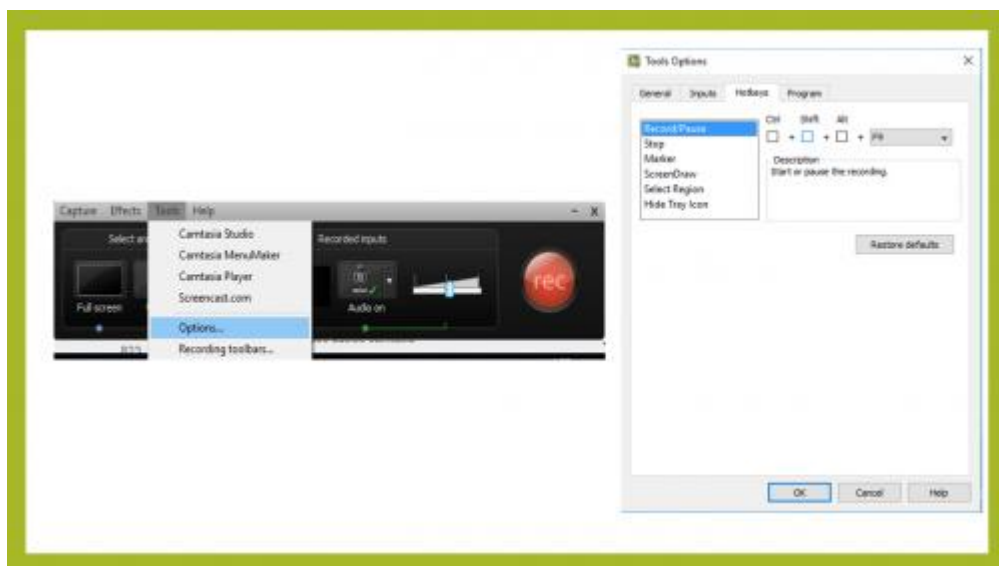 Capture Effects Tools Help
Select
Recorded inputs
Camtasia Studio
Camtasia MenuMaker
Camtasia Player
Screencast.com
Options...
Recording toolbars...
Full screen
Audio on
rec
Tools Options
General Inputs Hotkeys Program
Record/Pause
Stop
Marker
ScreenDraw
Select Region
Hide Tray Icon
Ctrl Shift Alt
+ + + F9
Description
Start or pause the recording.
Restore defaults
OK Cancel Help